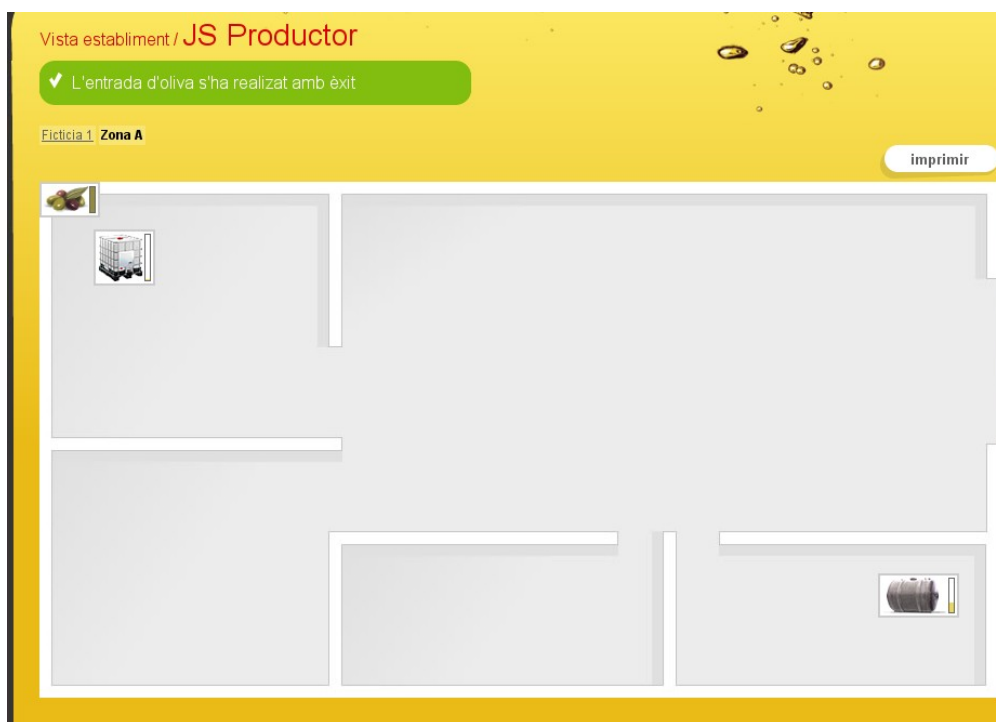 Vista establiment / JS Productor
L'entrada d'oliva s'ha realizat amb èxit
Ficticia 1 Zona A
imprimir